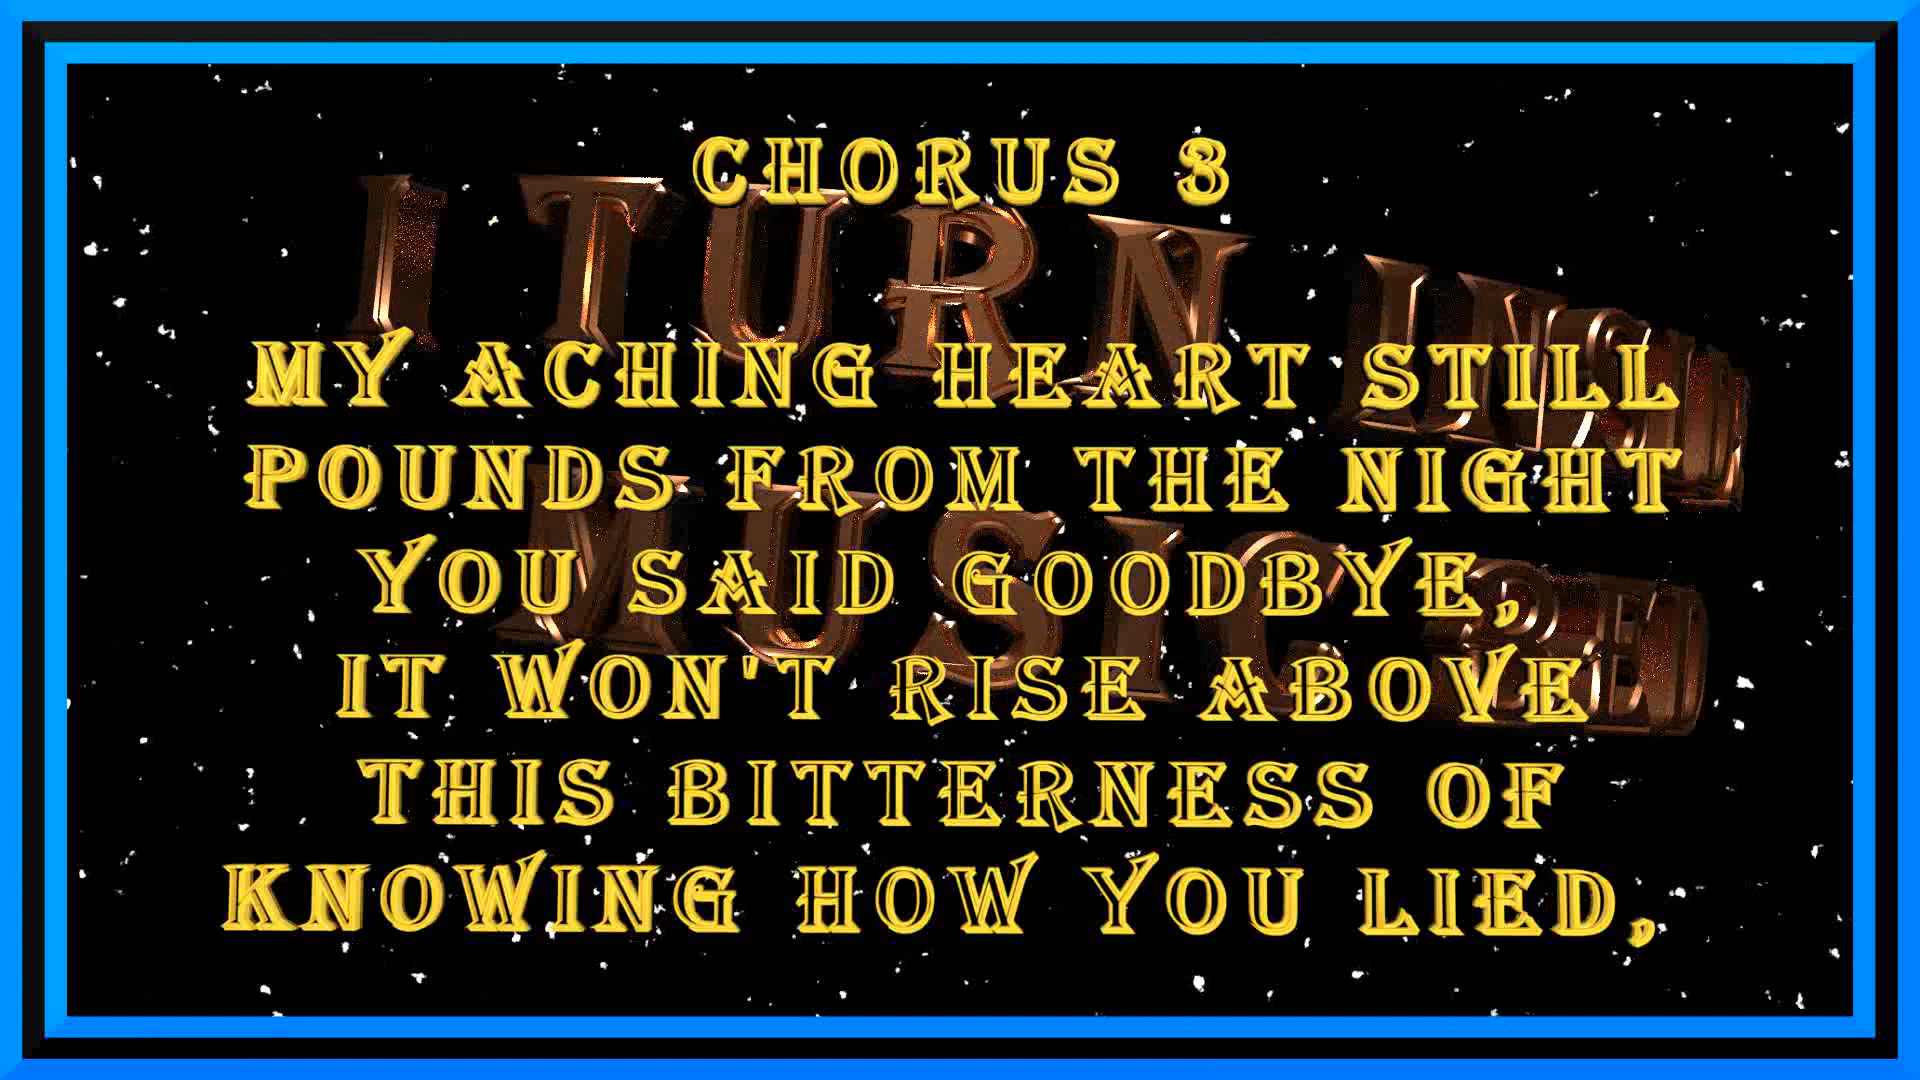 CHORUS 3
I TURN
MY ACHING HEART STILL
POUNDS FROM THE NIGHT
MUSIC
YOU SAID GOODBYE,
IT WON'T RISE ABOVE
THIS BITTERNESS OF
KNOWING HOW YOU LIED,